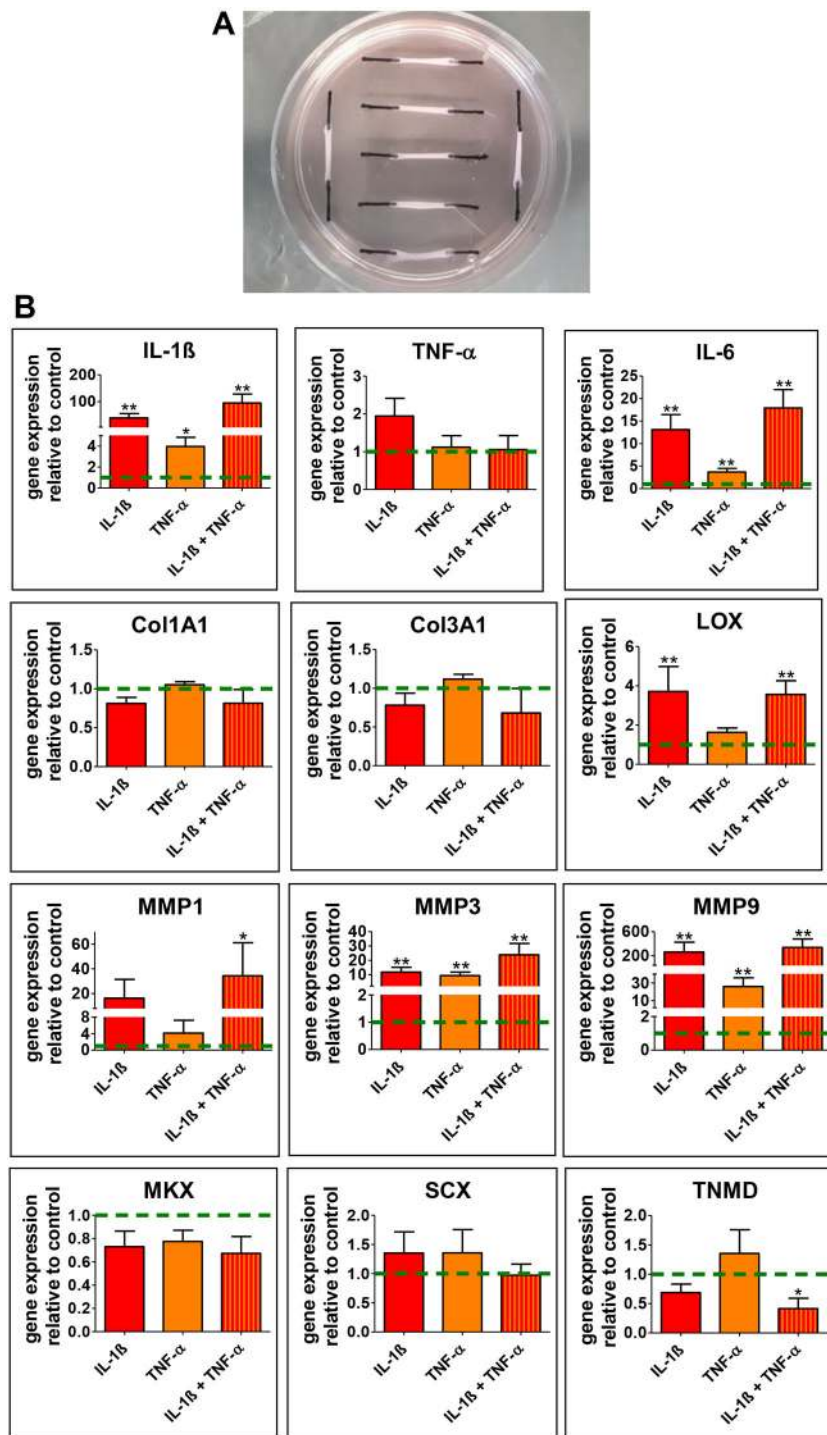 A
B
IL-1ß
gene expression
relative to control
200
100
4
2
0
**
*
**
IL-1ß
TNF-α
IL-1ß + TNF-α
TNF-α
gene expression
relative to control
3
2
1
0
IL-1ß
TNF-α
IL-1ß + TNF-α
IL-6
gene expression
relative to control
25
20
15
10
5
0
**
**
**
IL-1ß
TNF-α
IL-1ß + TNF-α
Col1A1
gene expression
relative to control
1.5
1.0
0.5
0.0
IL-1ß
TNF-α
IL-1ß + TNF-α
Col3A1
gene expression
relative to control
1.5
1.0
0.5
0.0
IL-1ß
TNF-α
IL-1ß + TNF-α
LOX
gene expression
relative to control
6
4
2
0
**
**
IL-1ß
TNF-α
IL-1ß + TNF-α
MMP1
gene expression
relative to control
60
40
20
8
4
0
*
IL-1ß
TNF-α
IL-1ß + TNF-α
MMP3
gene expression
relative to control
40
30
20
10
2
1
0
**
**
**
IL-1ß
TNF-α
IL-1ß + TNF-α
MMP9
gene expression
relative to control
600
200
30
10
2
0
**
**
**
IL-1ß
TNF-α
IL-1ß + TNF-α
MKX
gene expression
relative to control
1.0
0.8
0.6
0.4
0.2
0.0
IL-1ß
TNF-α
IL-1ß + TNF-α
SCX
gene expression
relative to control
2.0
1.5
1.0
0.5
0.0
IL-1ß
TNF-α
IL-1ß + TNF-α
TNMD
gene expression
relative to control
2.0
1.5
1.0
0.5
0.0
*
IL-1ß
TNF-α
IL-1ß + TNF-α